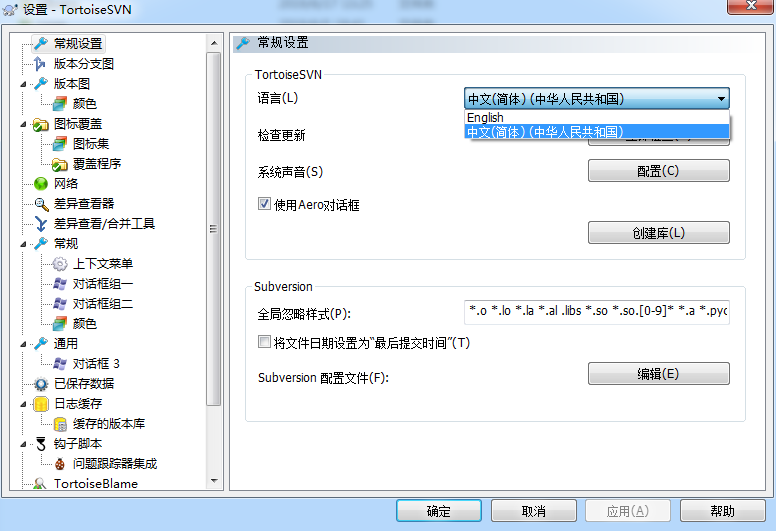 设置 - TortoiseSVN
常规设置
版本分支图
版本图
颜色
图标覆盖
图标集
覆盖程序
网络
差异查看器
差异查看/合并工具
常规
上下文菜单
对话框组一
对话框组二
颜色
通用
对话框 3
已保存数据
日志缓存
缓存的版本库
钩子脚本
问题跟踪器集成
TortoiseBlame
常规设置
TortoiseSVN
语言(L)
中文(简体) (中华人民共和国)
English
中文(简体) (中华人民共和国)
检查更新
系统声音(S)
配置(C)
使用Aero对话框
创建库(L)
Subversion
全局忽略样式(P):
*.o *.lo *.la *.al .libs *.so *.so.[0-9]* *.a *.pyc
将文件日期设置为“最后提交时间”(T)
Subversion 配置文件(F):
编辑(E)
确定
取消
应用(A)
帮助